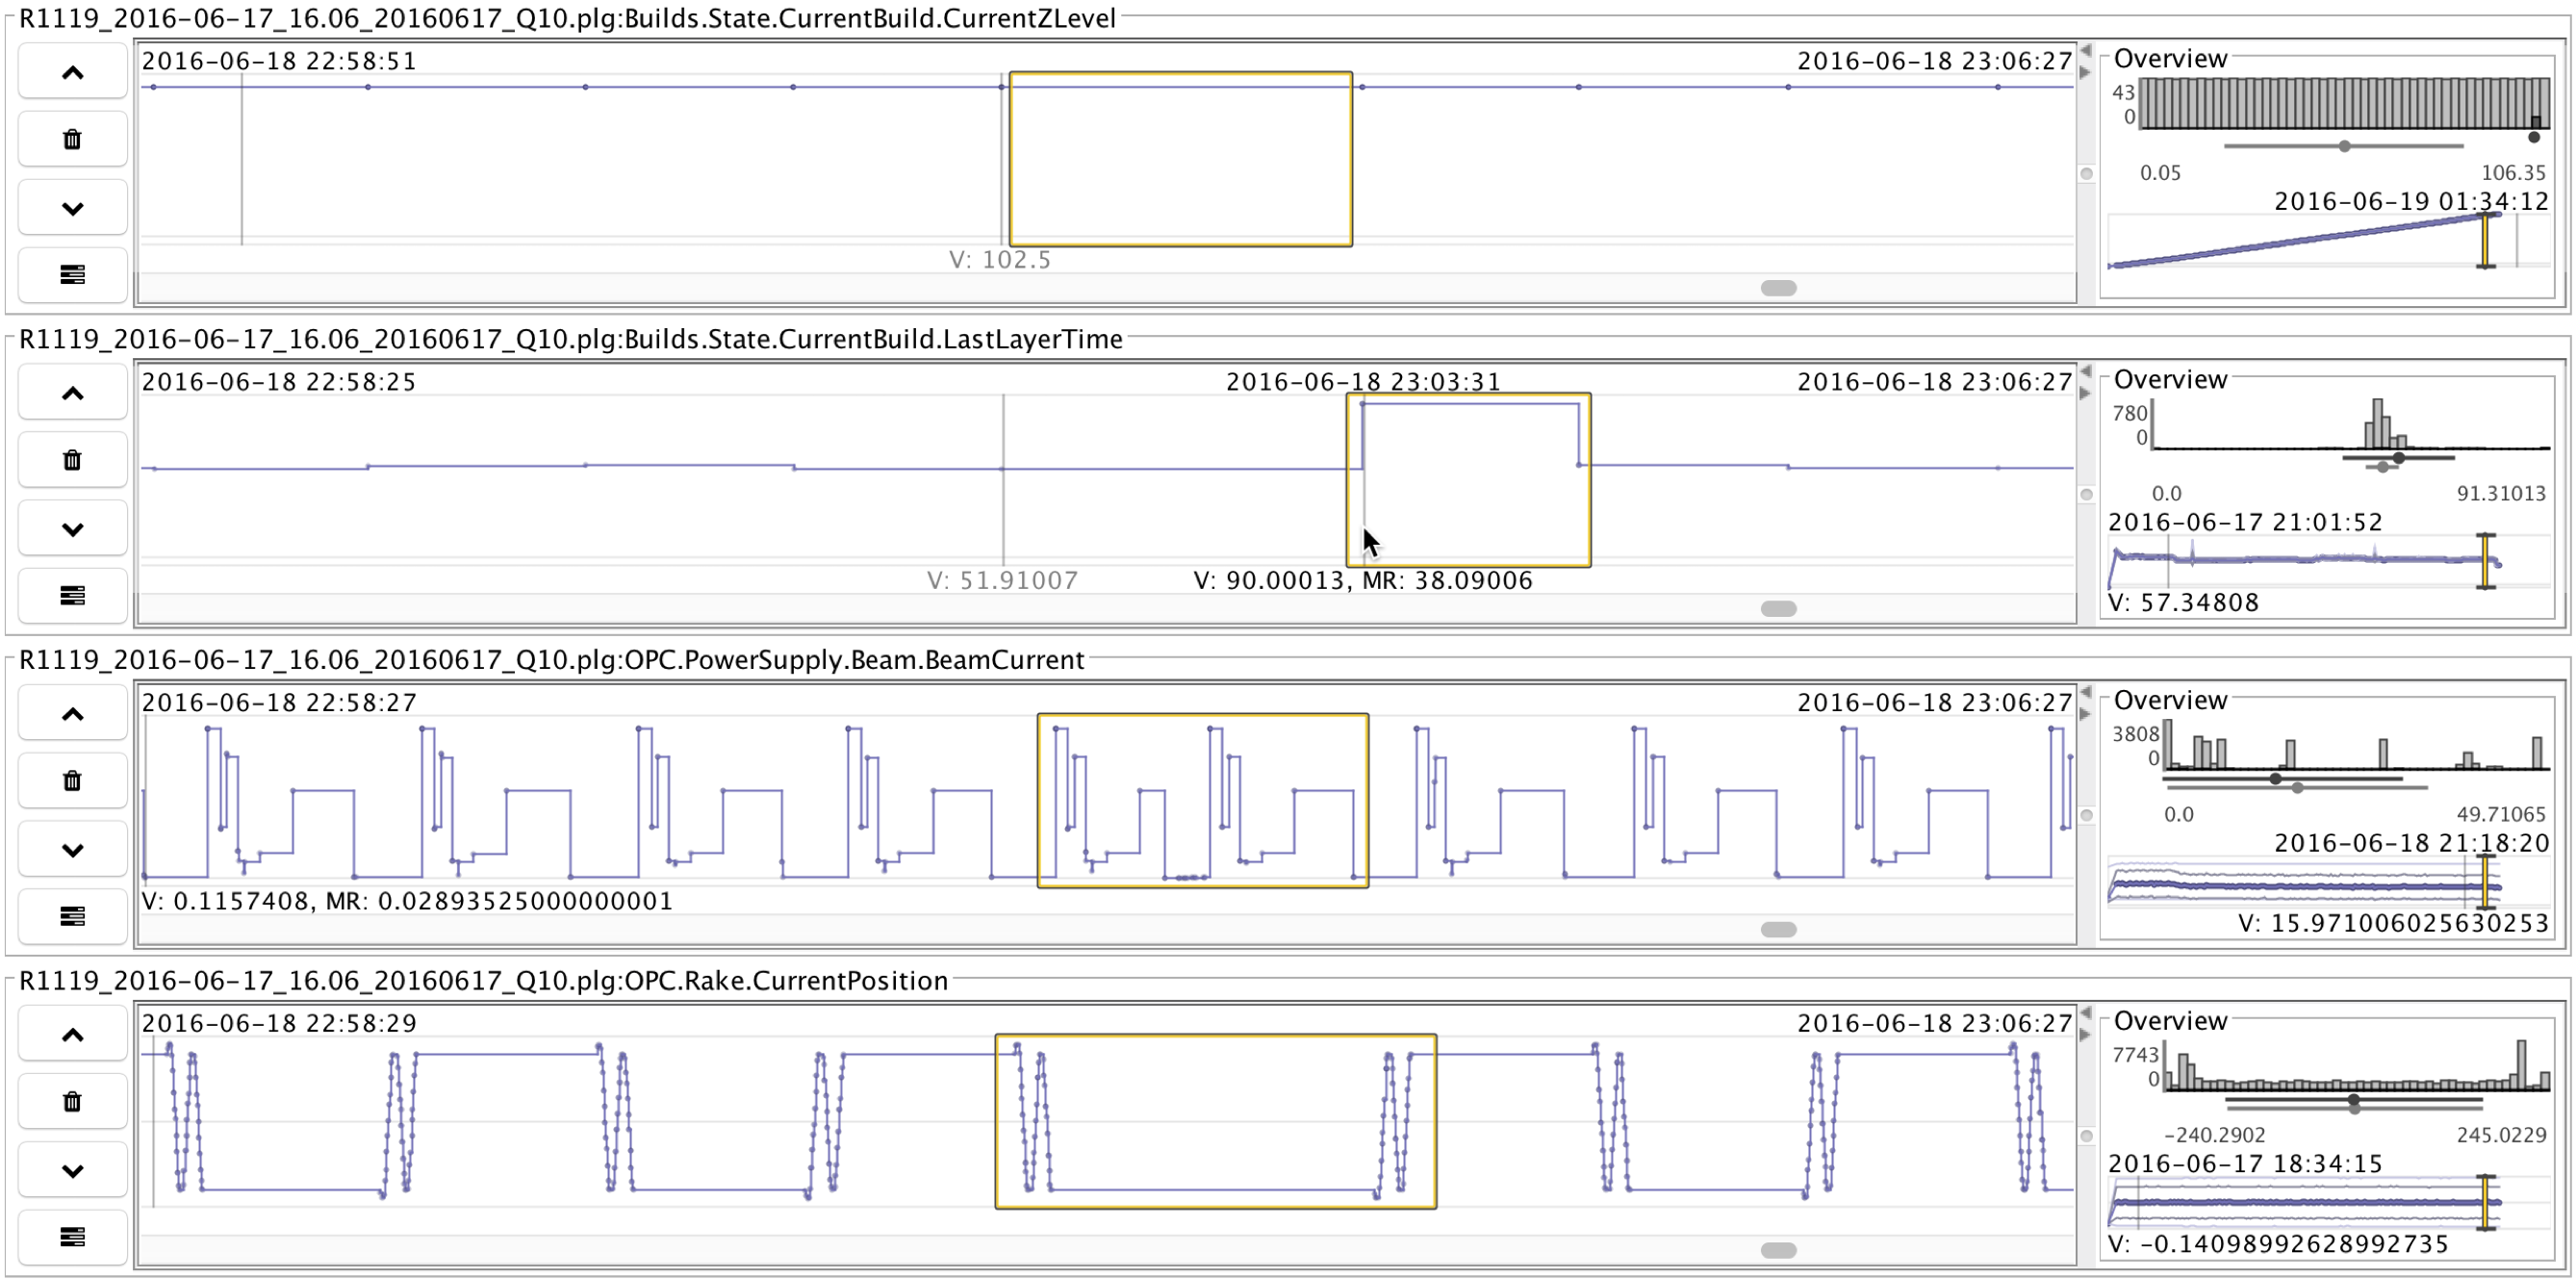 R1119_2016-06-17_16.06_20160617_Q10.plg:Builds.State.CurrentBuild.CurrentZLevel
2016-06-18 22:58:51 2016-06-18 23:06:27
V: 102.5
Overview
43
0
0.05 106.35
2016-06-19 01:34:12
R1119_2016-06-17_16.06_20160617_Q10.plg:Builds.State.CurrentBuild.LastLayerTime
2016-06-18 22:58:25 2016-06-18 23:03:31 2016-06-18 23:06:27
V: 51.91007 V: 90.00013, MR: 38.09006
Overview
780
0
0.0 91.31013
2016-06-17 21:01:52
V: 57.34808
R1119_2016-06-17_16.06_20160617_Q10.plg:OPC.PowerSupply.Beam.BeamCurrent
2016-06-18 22:58:27 2016-06-18 23:06:27
V: 0.1157408, MR: 0.02893525000000001
Overview
3808
0
0.0 49.71065
2016-06-18 21:18:20
V: 15.971006025630253
R1119_2016-06-17_16.06_20160617_Q10.plg:OPC.Rake.CurrentPosition
2016-06-18 22:58:29 2016-06-18 23:06:27
Overview
7743
0
-240.2902 245.0229
2016-06-17 18:34:15
V: -0.140989992628992735